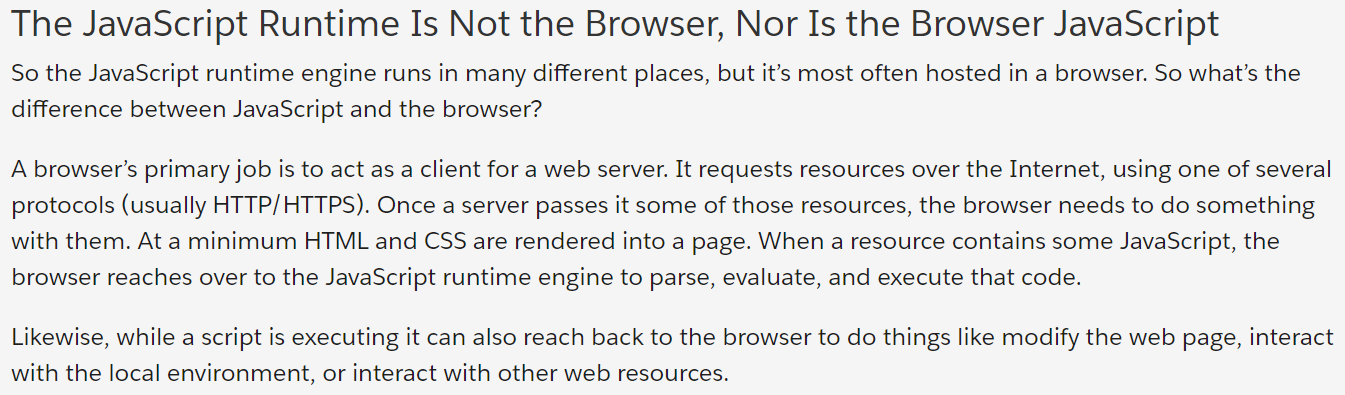 The JavaScript Runtime Is Not the Browser, Nor Is the Browser JavaScript
So the JavaScript runtime engine runs in many different places, but it’s most often hosted in a browser. So what’s the
difference between JavaScript and the browser?
A browser’s primary job is to act as a client for a web server. It requests resources over the Internet, using one of several
protocols (usually HTTP/HTTPS). Once a server passes it some of those resources, the browser needs to do something
with them. At a minimum HTML and CSS are rendered into a page. When a resource contains some JavaScript, the
browser reaches over to the JavaScript runtime engine to parse, evaluate, and execute that code.
Likewise, while a script is executing it can also reach back to the browser to do things like modify the web page, interact
with the local environment, or interact with other web resources.